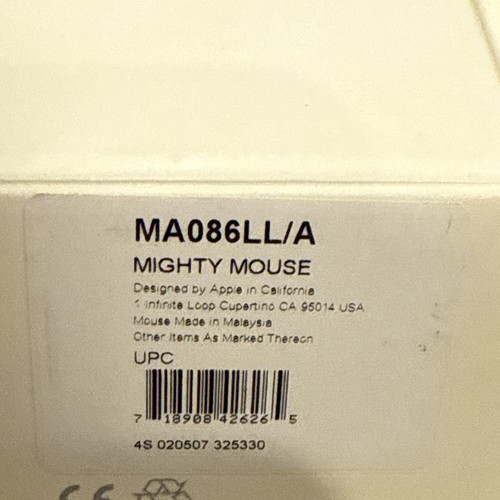 MA086LL/A
MIGHTY MOUSE
Designed by Apple in California
1 Infinite Loop Cupertino CA 95014 USA
Mouse Made in Malaysia
Other Items As Marked Thereon
UPC
7 18908 42626 5
4S 020507 325330
CE